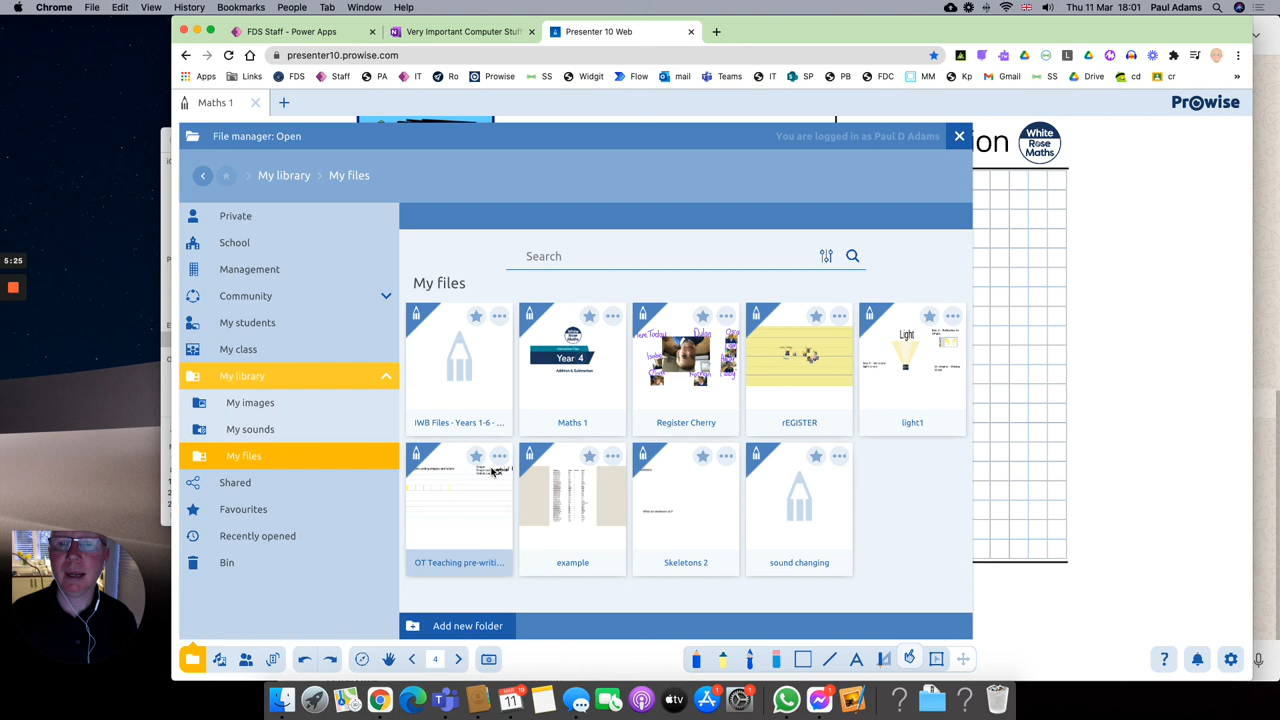 Chrome File Edit View History Bookmarks People Tab Window Help
Thu 11 Mar 18:01 Paul Adams
FDS Staff - Power Apps
Very Important Computer Stuff
Presenter 10 Web
presenter10.prowise.com
Apps Links FDS Staff PA IT Ro Prowise SS Widgit Flow mail Teams IT SP PB FDC MM Kp Gmail SS Drive cd cr
Maths 1
Prowise
File manager: Open
You are logged in as Paul D Adams
on
White Rose Maths
My library
My files
Private
School
Management
Community
My students
My class
My library
My images
My sounds
My files
Shared
Favourites
Recently opened
Bin
Search
My files
Year 4
Addition & Subtraction
Light
IWB Files - Years 1-6 - ...
Maths 1
Register Cherry
rEGISTER
light1
OT Teaching pre-writi...
example
Skeletons 2
sound changing
Add new folder
5:25
4